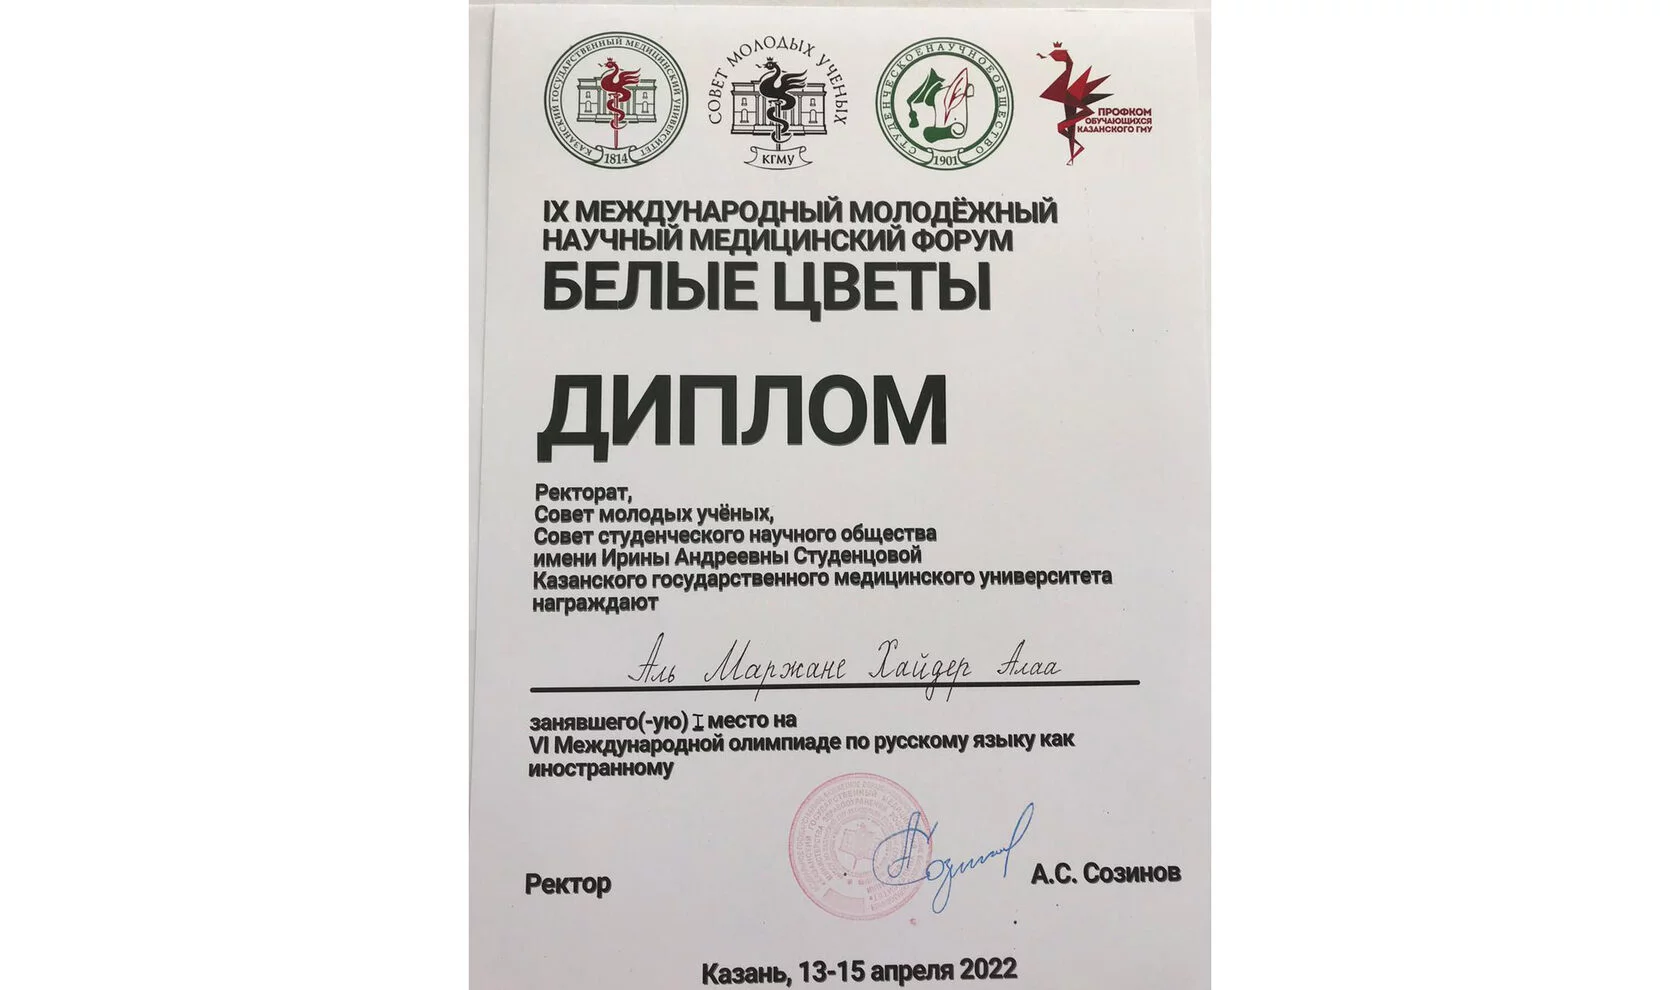 КАЗАНСКИЙ ГОСУДАРСТВЕННЫЙ МЕДИЦИНСКИЙ УНИВЕРСИТЕТ
1814
СОВЕТ МОЛОДЫХ УЧЕНЫХ
КГМУ
СТУДЕНЧЕСКОЕ НАУЧНОЕ ОБЩЕСТВО
1901
ПРОФКОМ
ОБУЧАЮЩИХСЯ
КАЗАНСКОГО ГМУ
IX МЕЖДУНАРОДНЫЙ МОЛОДЁЖНЫЙ
НАУЧНЫЙ МЕДИЦИНСКИЙ ФОРУМ
БЕЛЫЕ ЦВЕТЫ
ДИПЛОМ
Ректорат,
Совет молодых учёных,
Совет студенческого научного общества
имени Ирины Андреевны Студенцовой
Казанского государственного медицинского университета
награждают
Аль Маржане Хайдер Алаа
занявшего(-ую) I место на
VI Международной олимпиаде по русскому языку как
иностранному
Ректор
А.С. Созинов
Казань, 13-15 апреля 2022